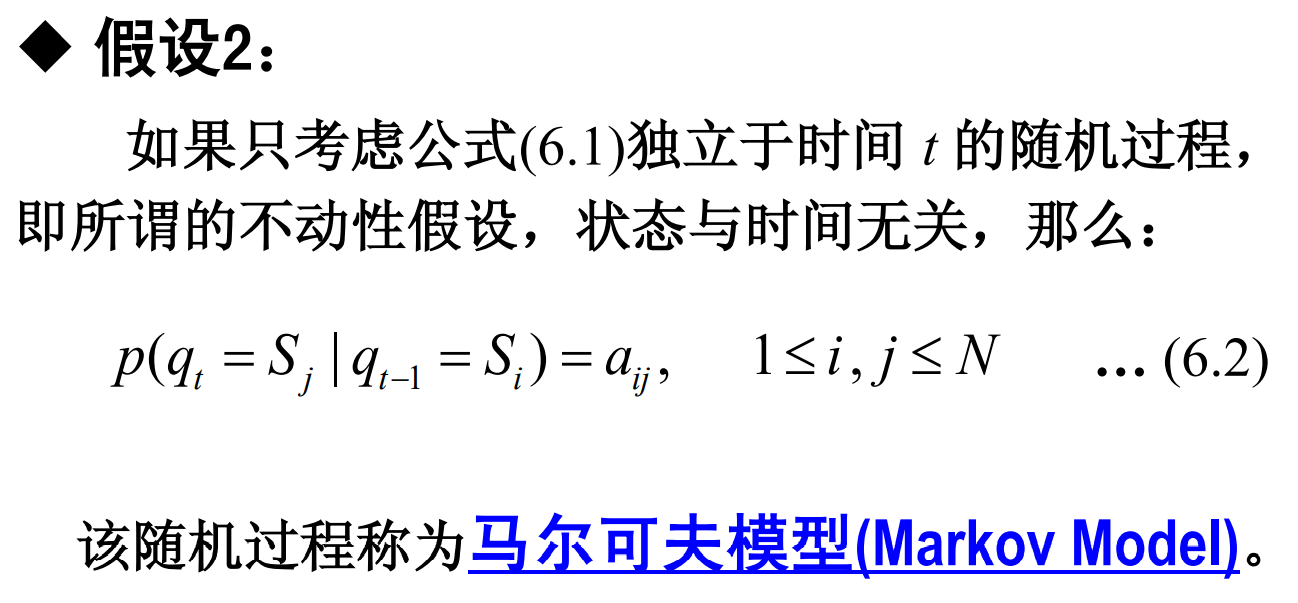 ◆ 假设2：
如果只考虑公式(6.1)独立于时间 t 的随机过程，
即所谓的不动性假设，状态与时间无关，那么：
p(q_t = S_j | q_{t-1} = S_i) = a_{ij}, 1 ≤ i, j ≤ N … (6.2)
该随机过程称为马尔可夫模型(Markov Model)。